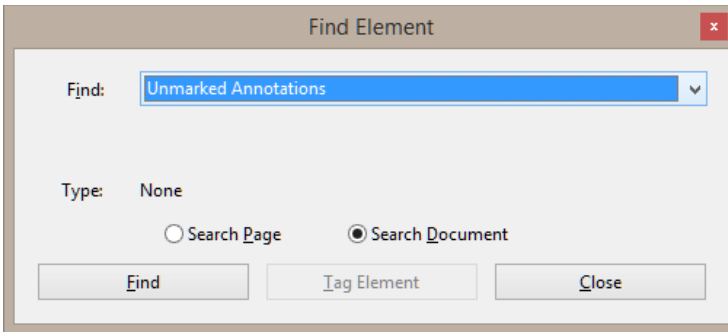 Find Element
x
Find: Unmarked Annotations
Type: None
Search Page Search Document
Find Tag Element Close